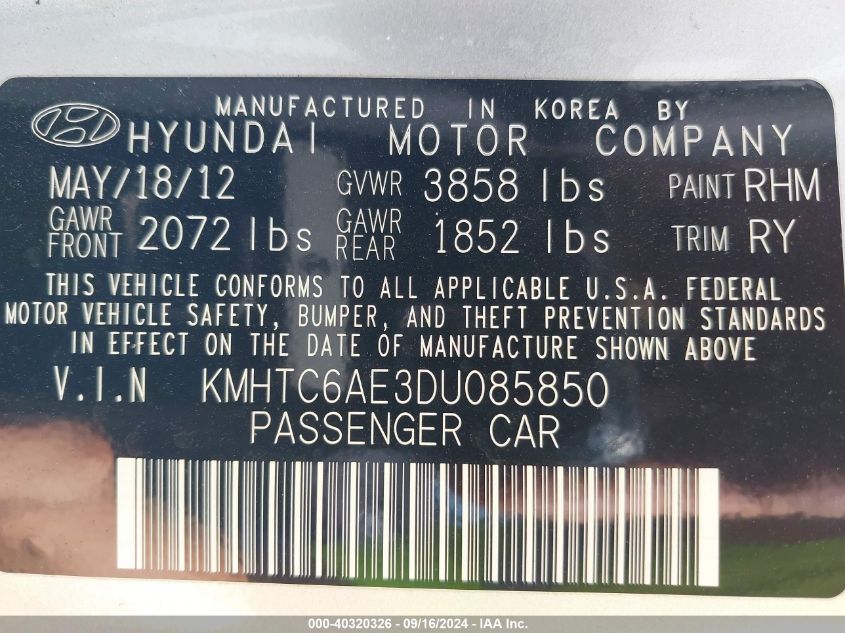 MANUFACTURED IN KOREA BY
HYUNDAI MOTOR COMPANY
MAY/18/12 GVWR 3858 lbs PAINT RHM
GAWR FRONT 2072 lbs GAWR REAR 1852 lbs TRIM RY
THIS VEHICLE CONFORMS TO ALL APPLICABLE U.S.A. FEDERAL
MOTOR VEHICLE SAFETY, BUMPER, AND THEFT PREVENTION STANDARDS
IN EFFECT ON THE DATE OF MANUFACTURE SHOWN ABOVE
V.I.N KMHTC6AE3DU085850
PASSENGER CAR
000-40320326 - 09/16/2024 - IAA Inc.